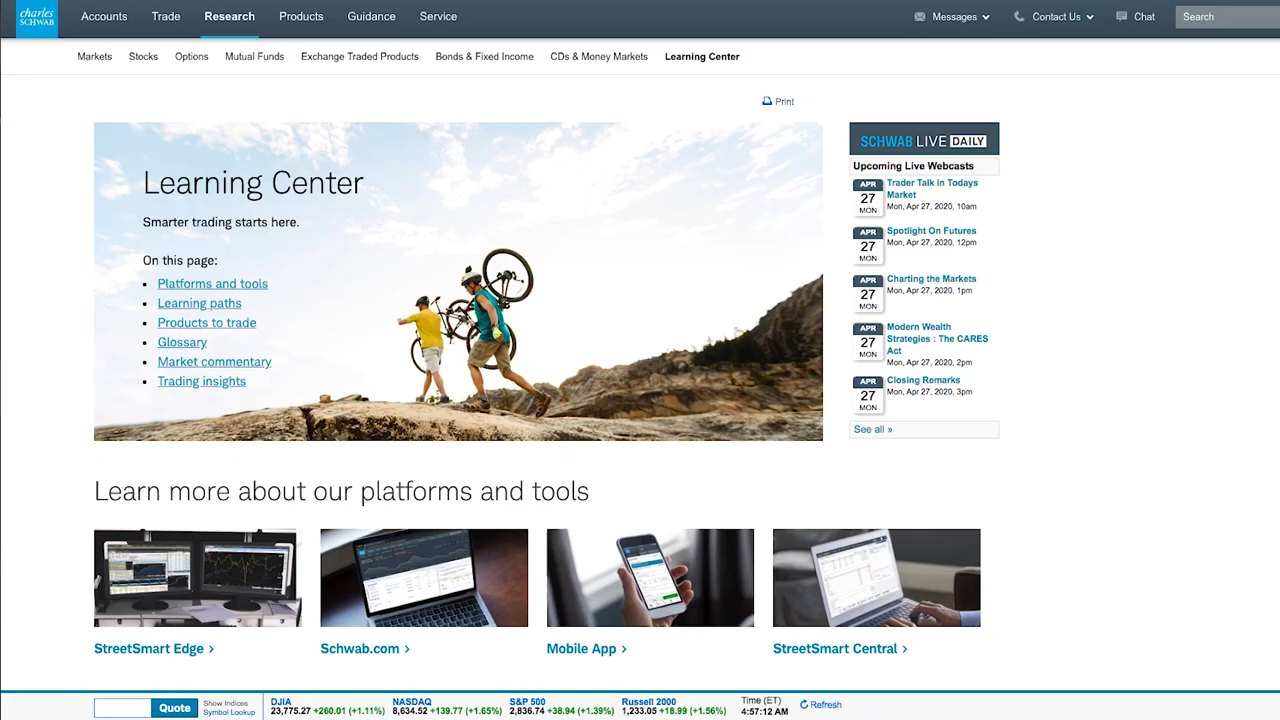 charles
SCHWAB
Accounts Trade Research Products Guidance Service Messages Contact Us Chat Search
Markets Stocks Options Mutual Funds Exchange Traded Products Bonds & Fixed Income CDs & Money Markets Learning Center
Print
Learning Center
Smarter trading starts here.
On this page:
• Platforms and tools
• Learning paths
• Products to trade
• Glossary
• Market commentary
• Trading insights
SCHWAB LIVE DAILY
Upcoming Live Webcasts
APR
27
MON
Trader Talk in Todays
Market
Mon, Apr 27, 2020, 10am
APR
27
MON
Spotlight On Futures
Mon, Apr 27, 2020, 12pm
APR
27
MON
Charting the Markets
Mon, Apr 27, 2020, 1pm
APR
27
MON
Modern Wealth
Strategies : The CARES
Act
Mon, Apr 27, 2020, 2pm
APR
27
MON
Closing Remarks
Mon, Apr 27, 2020, 3pm
See all »
Learn more about our platforms and tools
StreetSmart Edge ›
Schwab.com ›
Mobile App ›
StreetSmart Central ›
Quote
Show Indices
Symbol Lookup
DJIA
23,775.27 +260.01 (+1.11%)
NASDAQ
8,634.52 +139.77 (+1.65%)
S&P 500
2,836.74 +38.94 (+1.39%)
Russell 2000
1,233.05 +18.99 (+1.56%)
Time (ET)
4:57:12 AM
Refresh